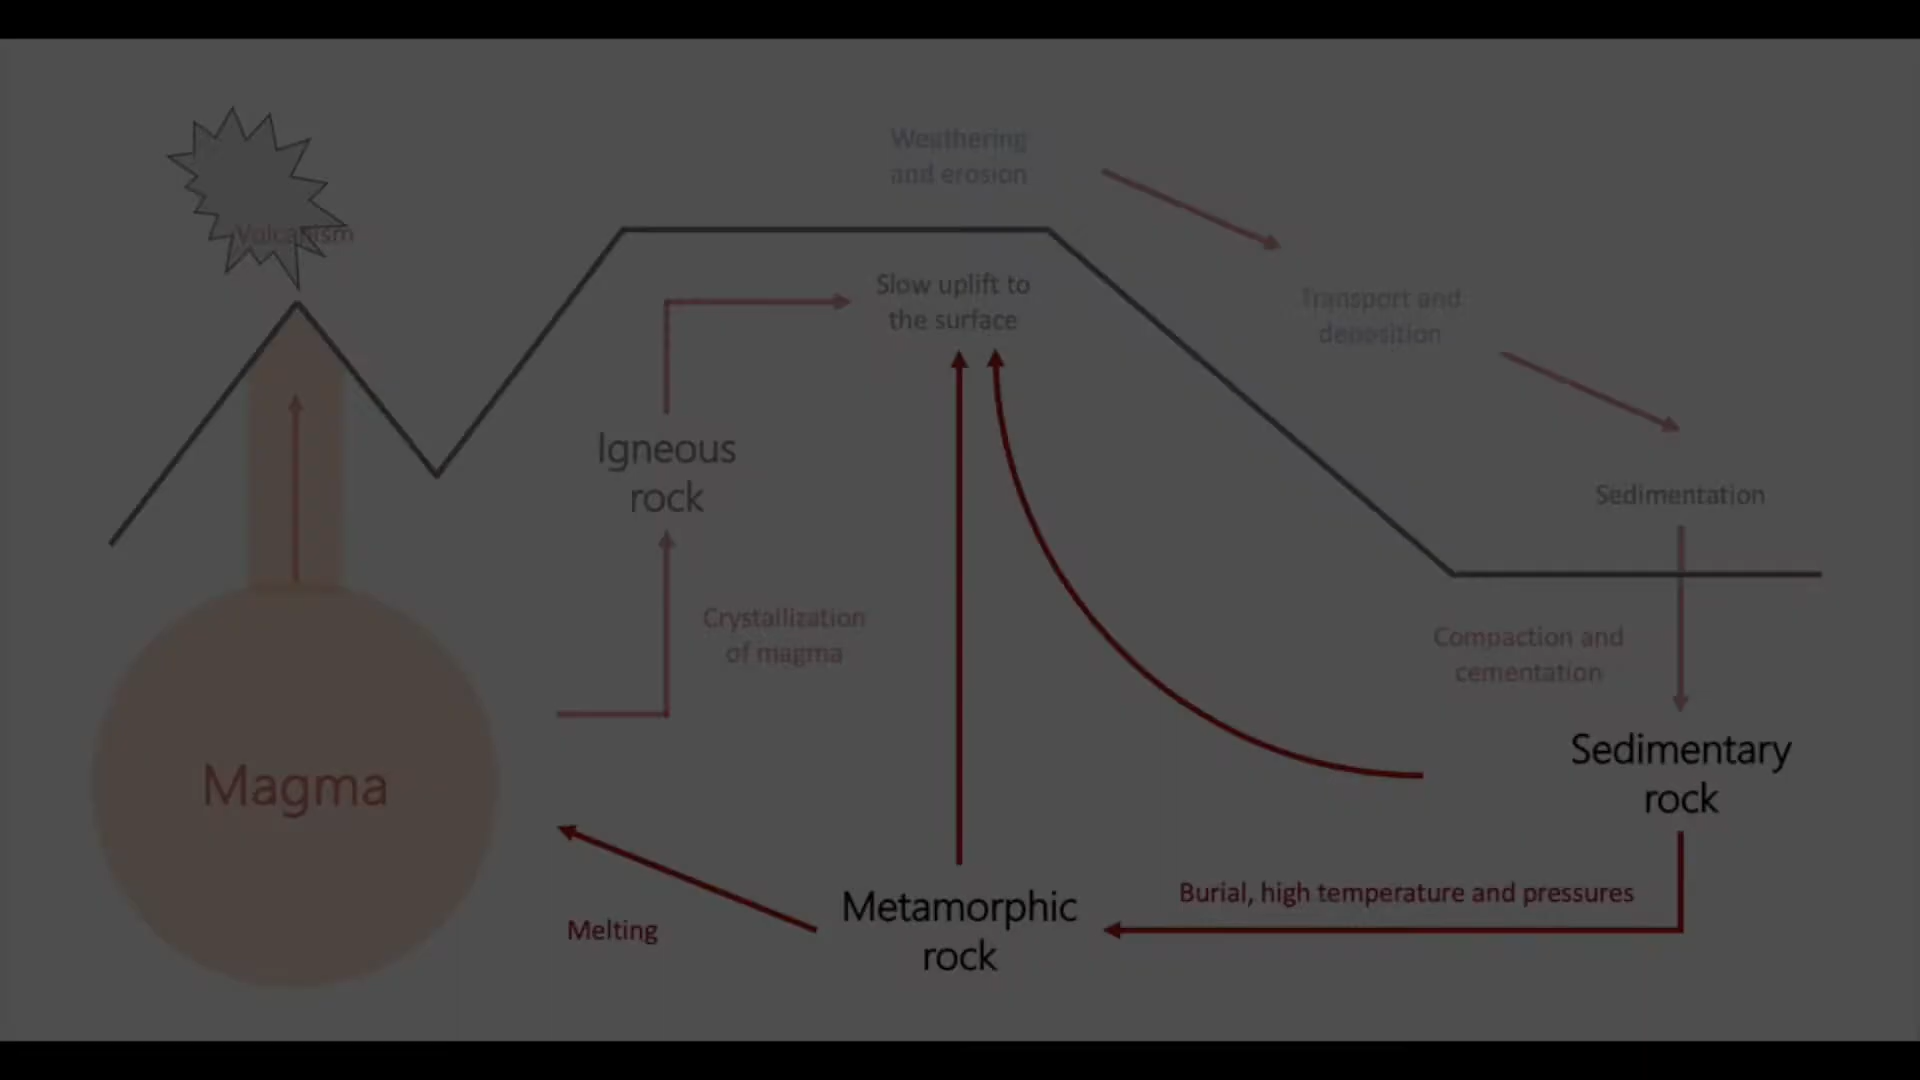 Weathering
and erosion
Volcanism
Slow uplift to
the surface
Transport and
deposition
Igneous
rock
Sedimentation
Crystallization
of magma
Compaction and
cementation
Magma
Sedimentary
rock
Burial, high temperature and pressures
Metamorphic
rock
Melting